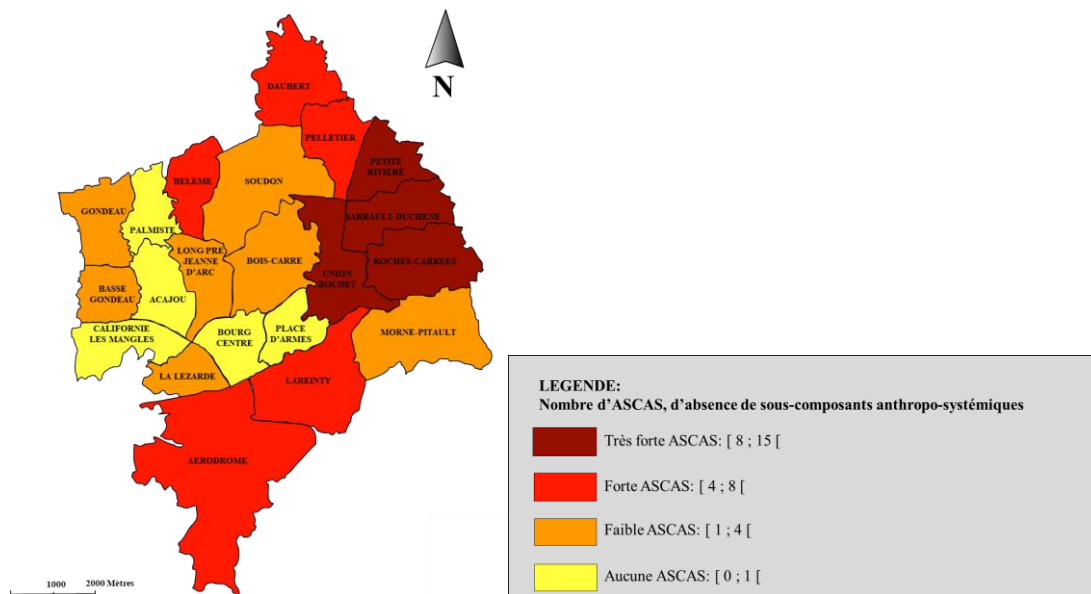 N
DAUBERT
PELLETIER
PETITE
RIVIERE
BELEME
SOUDON
SARRAULT-DUCHENE
GONDEAU
PALMISTE
LONG PRE
JEANNE
D'ARC
BOIS-CARRE
ROCHES-CARREES
UNION
BOCHET
BASSE
GONDEAU
ACAJOU
CALIFORNIE
LES MANGLES
BOURG
CENTRE
PLACE
D'ARMES
MORNE-PITAULT
LA LEZARDE
LAREINTY
AERODROME
1000
2000 Mètres
LEGENDE:
Nombre d'ASCAS, d'absence de sous-composants anthropo-systémiques
Très forte ASCAS: [ 8 ; 15 [
Forte ASCAS: [ 4 ; 8 [
Faible ASCAS: [ 1 ; 4 [
Aucune ASCAS: [ 0 ; 1 [